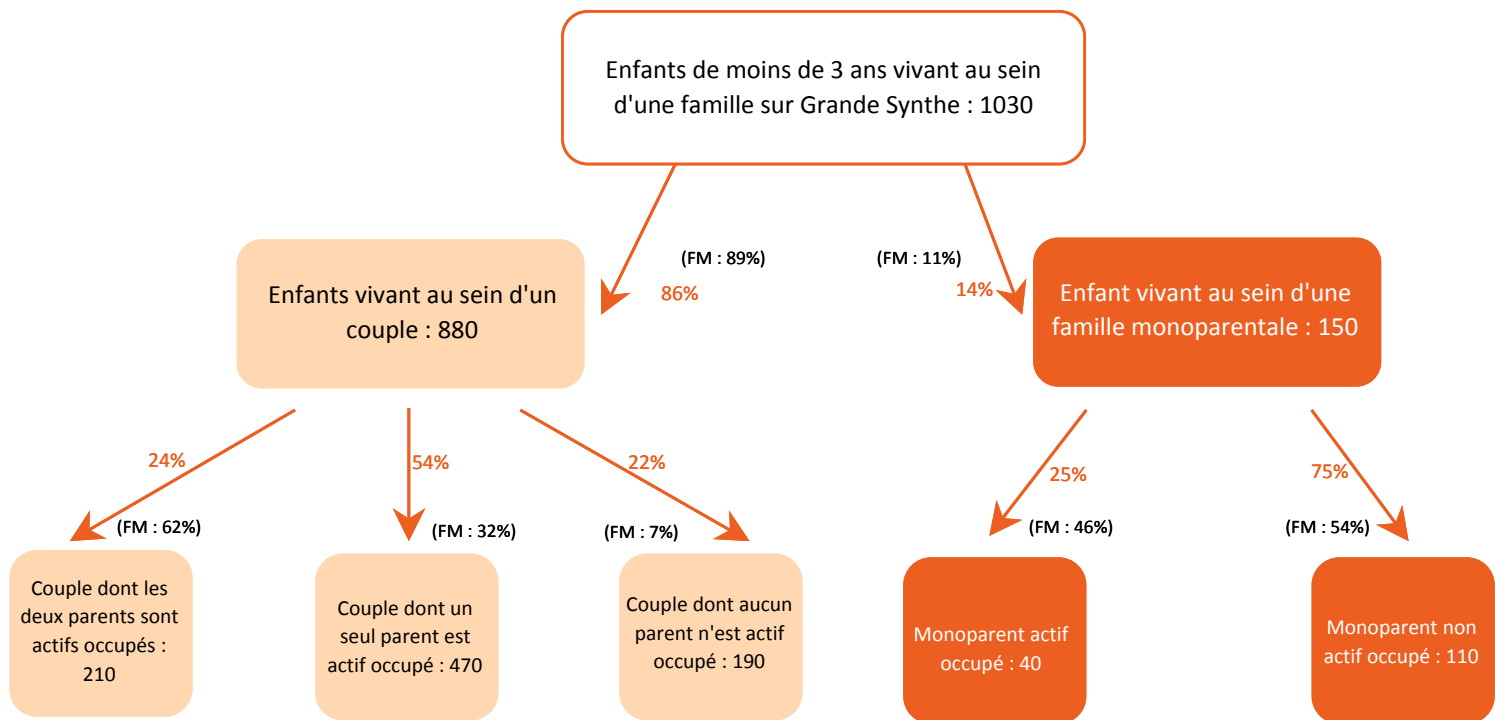 Enfants de moins de 3 ans vivant au sein
d'une famille sur Grande Synthe : 1030
(FM : 89%)
(FM : 11%)
86%
14%
Enfants vivant au sein d'un
couple : 880
Enfant vivant au sein d'une
famille monoparentale : 150
24%
54%
22%
25%
75%
(FM : 62%)
(FM : 32%)
(FM : 7%)
(FM : 46%)
(FM : 54%)
Couple dont les
deux parents sont
actifs occupés :
210
Couple dont un
seul parent est
actif occupé : 470
Couple dont aucun
parent n'est actif
occupé : 190
Monoparent actif
occupé : 40
Monoparent non
actif occupé : 110